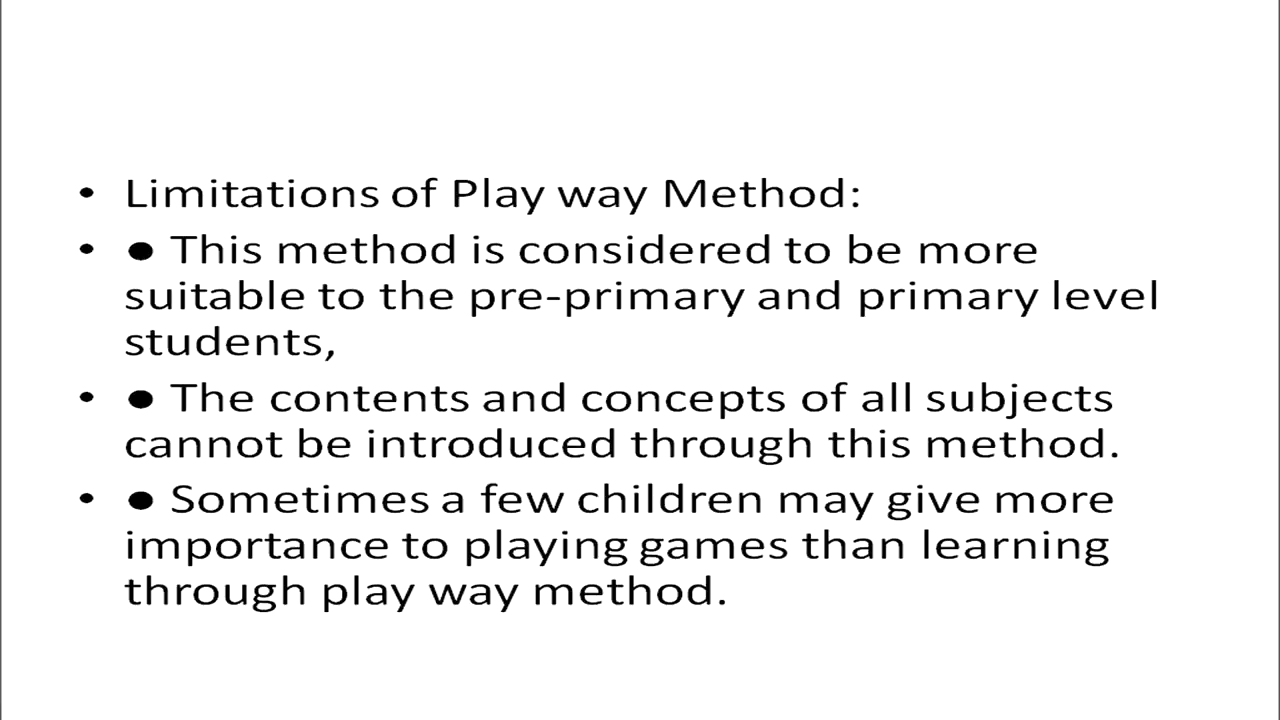 • Limitations of Play way Method:
• ● This method is considered to be more
suitable to the pre-primary and primary level
students,
• ● The contents and concepts of all subjects
cannot be introduced through this method.
• ● Sometimes a few children may give more
importance to playing games than learning
through play way method.